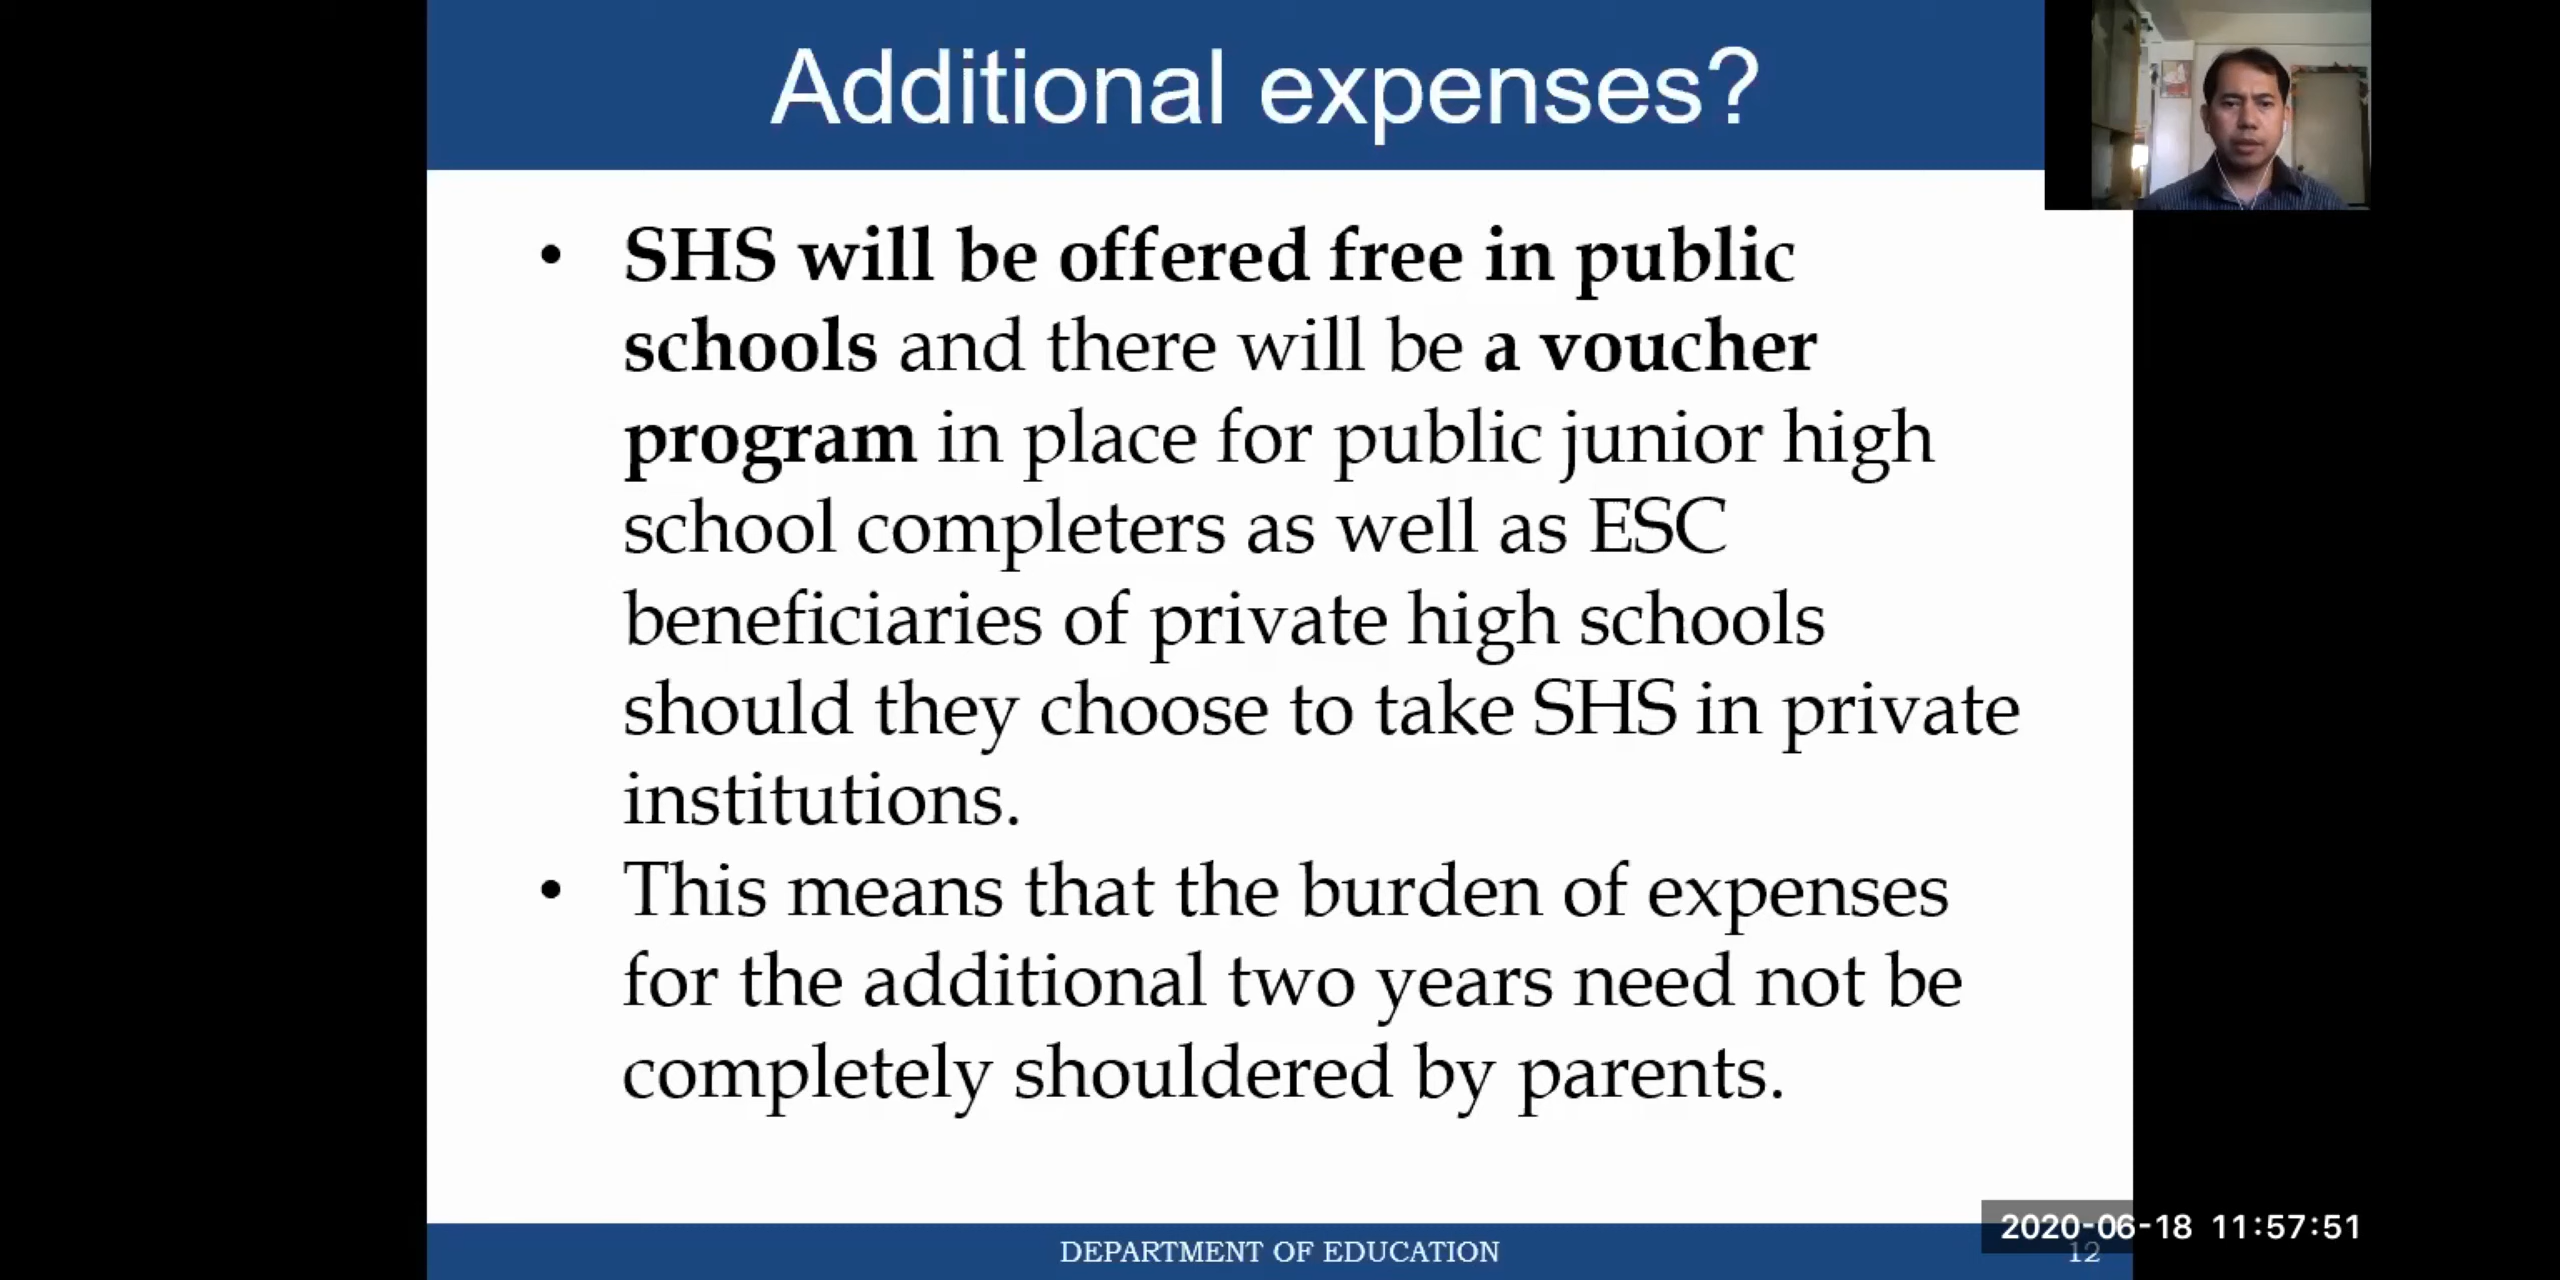 Additional expenses?
• SHS will be offered free in public
schools and there will be a voucher
program in place for public junior high
school completers as well as ESC
beneficiaries of private high schools
should they choose to take SHS in private
institutions.
• This means that the burden of expenses
for the additional two years need not be
completely shouldered by parents.
2020-06-18 11:57:51
DEPARTMENT OF EDUCATION
12